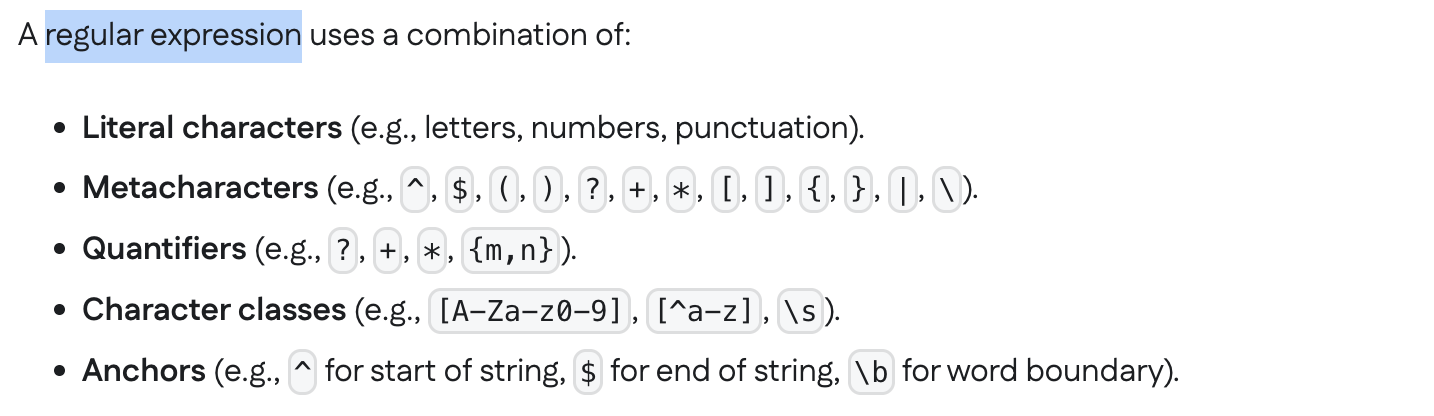 A regular expression uses a combination of:
• Literal characters (e.g., letters, numbers, punctuation).
• Metacharacters (e.g., ^, $, (, ), ?, +, *, [, ], {, }, |, \).
• Quantifiers (e.g., ?, +, *, {m,n}).
• Character classes (e.g., [A-Za-z0-9], [^a-z], \s).
• Anchors (e.g., ^ for start of string, $ for end of string, \b for word boundary).